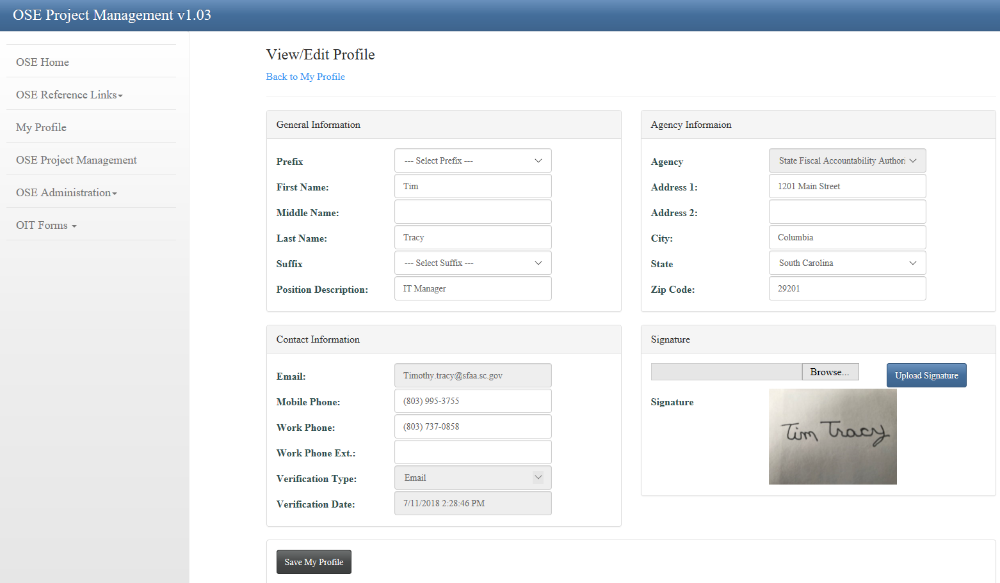 OSE Project Management v1.03
OSE Home
OSE Reference Links
My Profile
OSE Project Management
OSE Administration
OIT Forms
View/Edit Profile
Back to My Profile
General Information
Prefix --- Select Prefix ---
First Name: Tim
Middle Name:
Last Name: Tracy
Suffix --- Select Suffix ---
Position Description: IT Manager
Agency Informaion
Agency State Fiscal Accountability Authori
Address 1: 1201 Main Street
Address 2:
City: Columbia
State South Carolina
Zip Code: 29201
Contact Information
Email: Timothy.tracy@sfaa.sc.gov
Mobile Phone: (803) 995-3755
Work Phone: (803) 737-0858
Work Phone Ext.:
Verification Type: Email
Verification Date: 7/11/2018 2:28:46 PM
Signature
Browse... Upload Signature
Signature Tim Tracy
Save My Profile